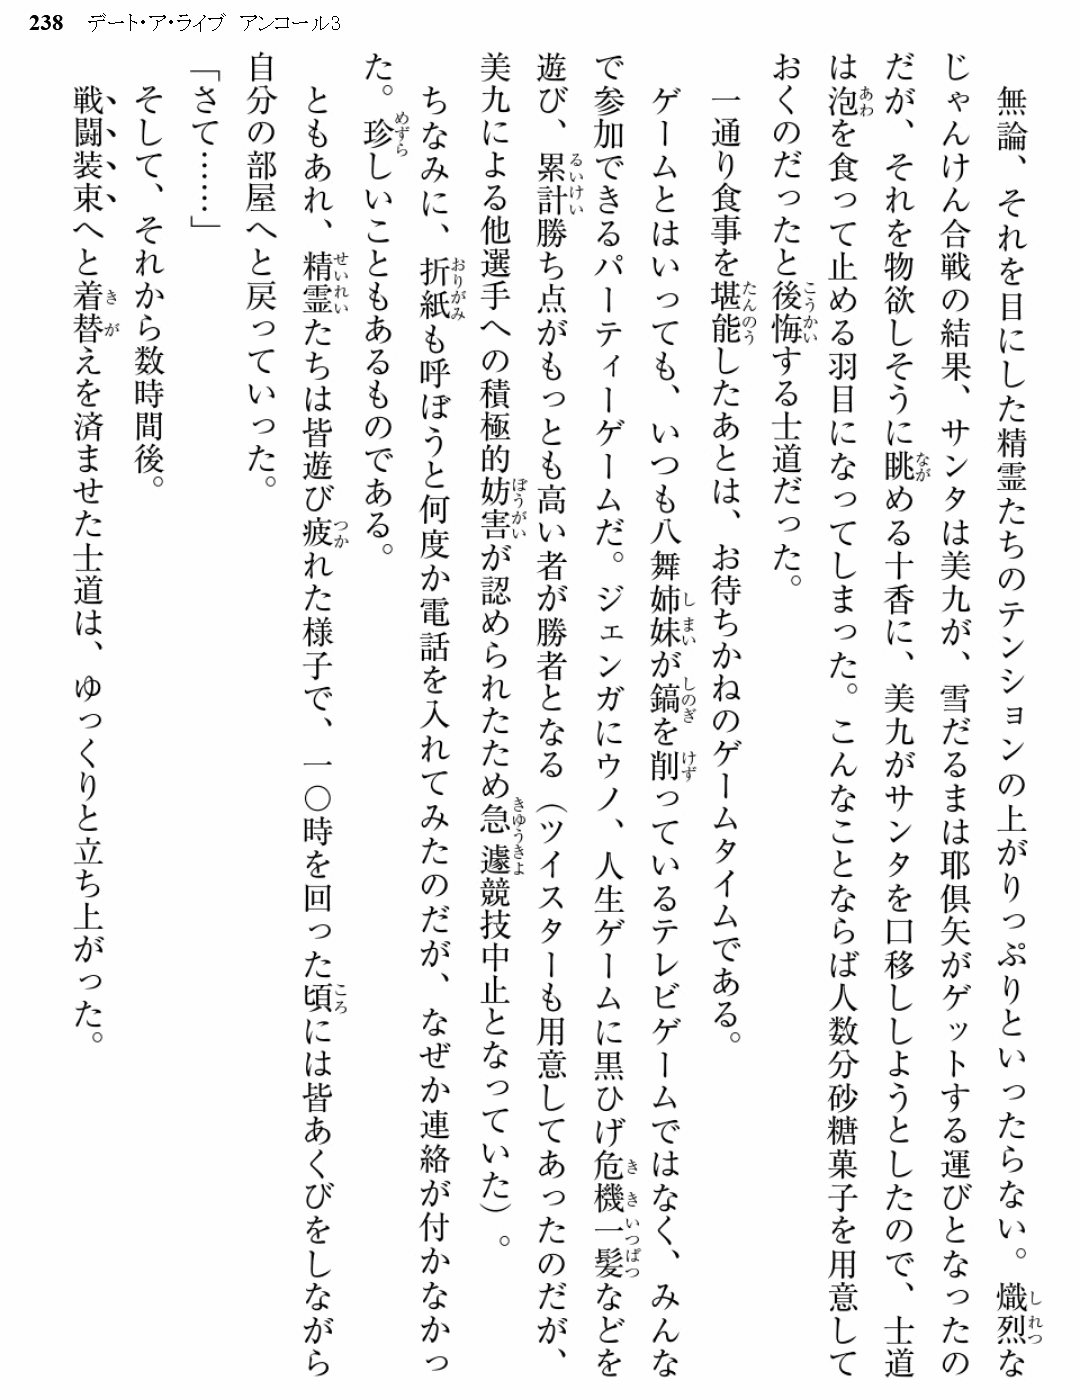 238 デート・ア・ライブ アンコール3
　無論、それを目にした精霊たちのテンションの上がりっぷりといったらない。熾烈な
じゃんけん合戦の結果、サンタは美九が、雪だるまは耶倶矢がゲットする運びとなったの
だが、それを物欲しそうに眺める十香に、美九がサンタを口移ししようとしたので、士道
は泡を食って止める羽目になってしまった。こんなことならば人数分砂糖菓子を用意して
おくのだったと後悔する士道だった。
　一通り食事を堪能したあとは、お待ちかねのゲームタイムである。
　ゲームとはいっても、いつも八舞姉妹が鎬を削っているテレビゲームではなく、みんな
で参加できるパーティーゲームだ。ジェンガにウノ、人生ゲームに黒ひげ危機一髪などを
遊び、累計勝ち点がもっとも高い者が勝者となる（ツイスターも用意してあったのだが、
美九による他選手への積極的妨害が認められたため急遽競技中止となっていた）。
　ちなみに、折紙も呼ぼうと何度か電話を入れてみたのだが、なぜか連絡が付かなかっ
た。珍しいこともあるものである。
　ともあれ、精霊たちは皆遊び疲れた様子で、一〇時を回った頃には皆あくびをしながら
自分の部屋へと戻っていった。
「さて……」
　そして、それから数時間後。
　戦闘装束へと着替えを済ませた士道は、ゆっくりと立ち上がった。